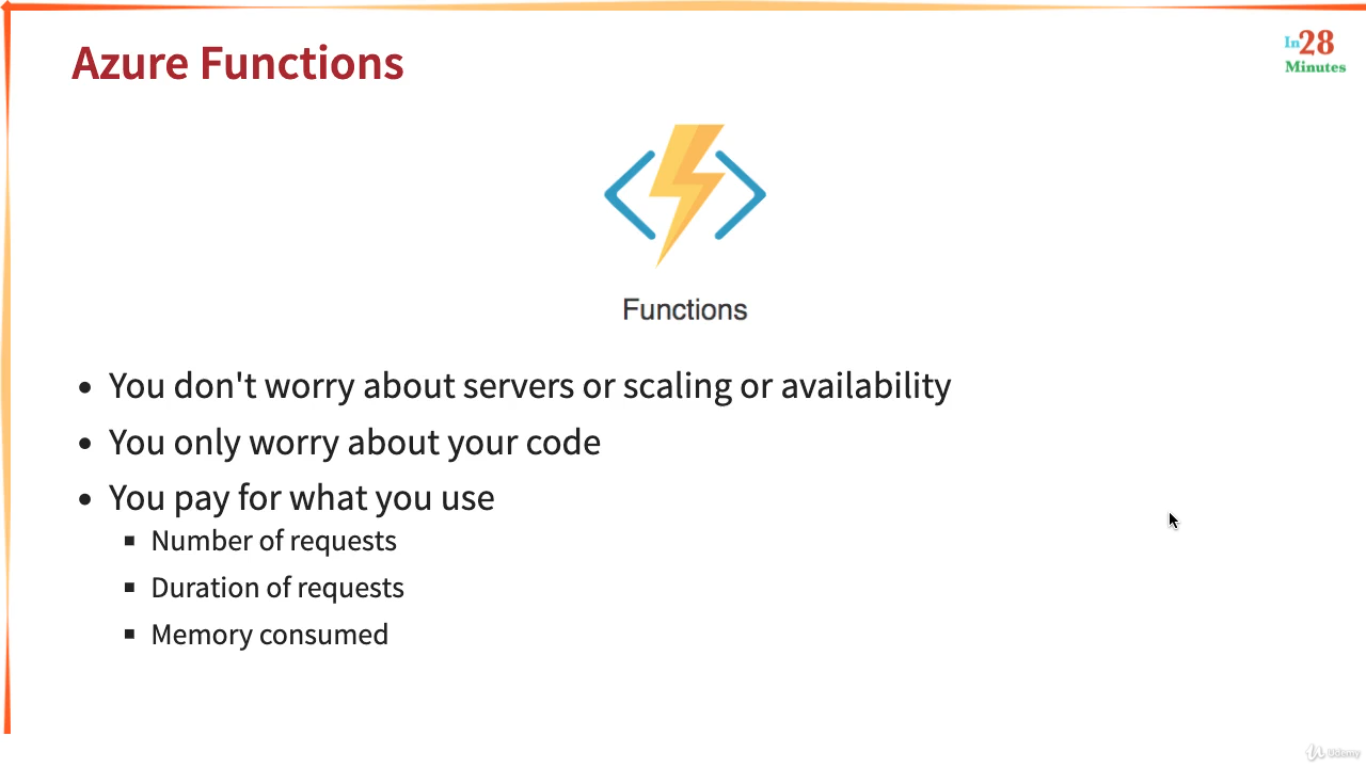 Azure Functions
In28
Minutes
Functions
• You don't worry about servers or scaling or availability
• You only worry about your code
• You pay for what you use
▪ Number of requests
▪ Duration of requests
▪ Memory consumed
Udemy